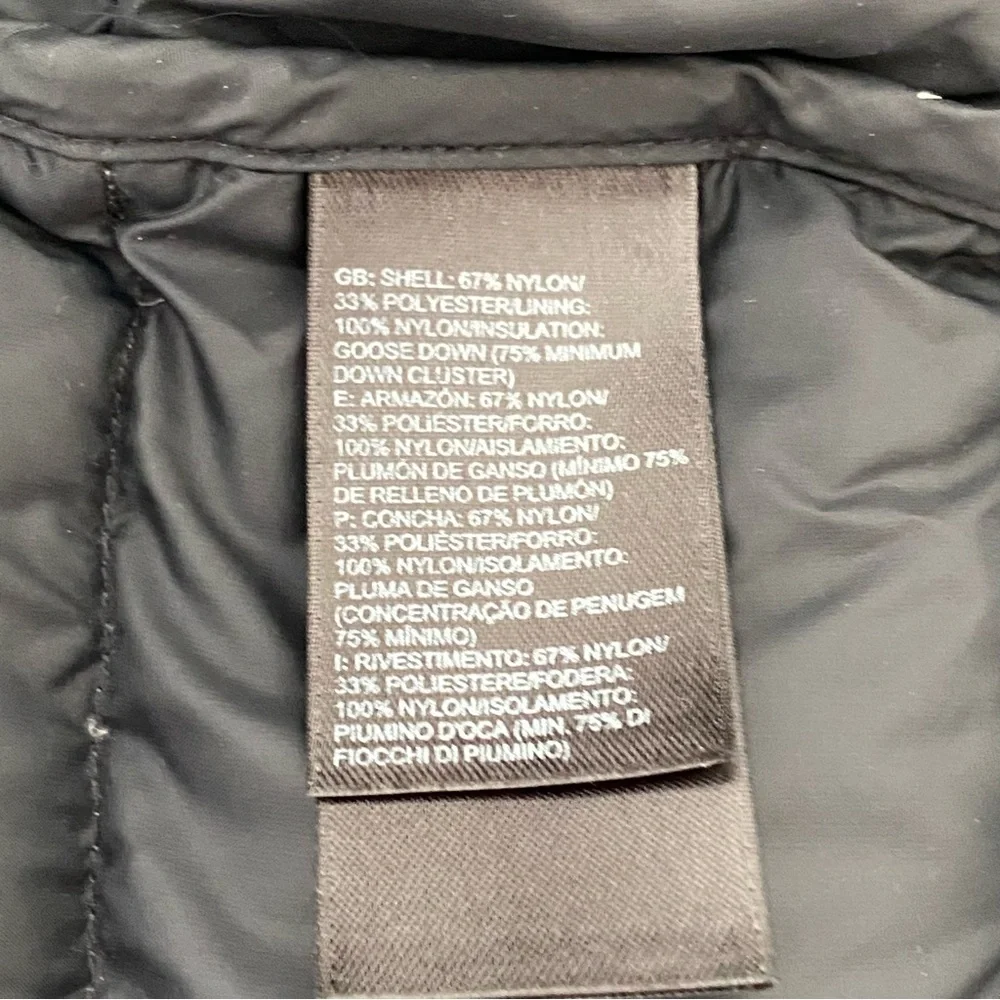 GB: SHELL: 67% NYLON/
33% POLYESTER/LINING:
100% NYLON/INSULATION:
GOOSE DOWN (75% MINIMUM
DOWN CLUSTER)
E: ARMAZÓN: 67% NYLON/
33% POLIESTER/FORRO:
100% NYLON/AISLAMIENTO:
PLUMÓN DE GANSO (MÍNIMO 75%
DE RELLENO DE PLUMÓN)
P: CONCHA: 67% NYLON/
33% POLIÉSTER/FORRO:
100% NYLON/ISOLAMENTO:
PLUMA DE GANSO
(CONCENTRAÇÃO DE PENUGEM
75% MÍNIMO)
I: RIVESTIMENTO: 67% NYLON/
33% POLIESTERE/FODERA:
100% NYLON/ISOLAMENTO:
PIUMINO D'OCA (MIN. 75% DI
FIOCCHI DI PIUMINO)